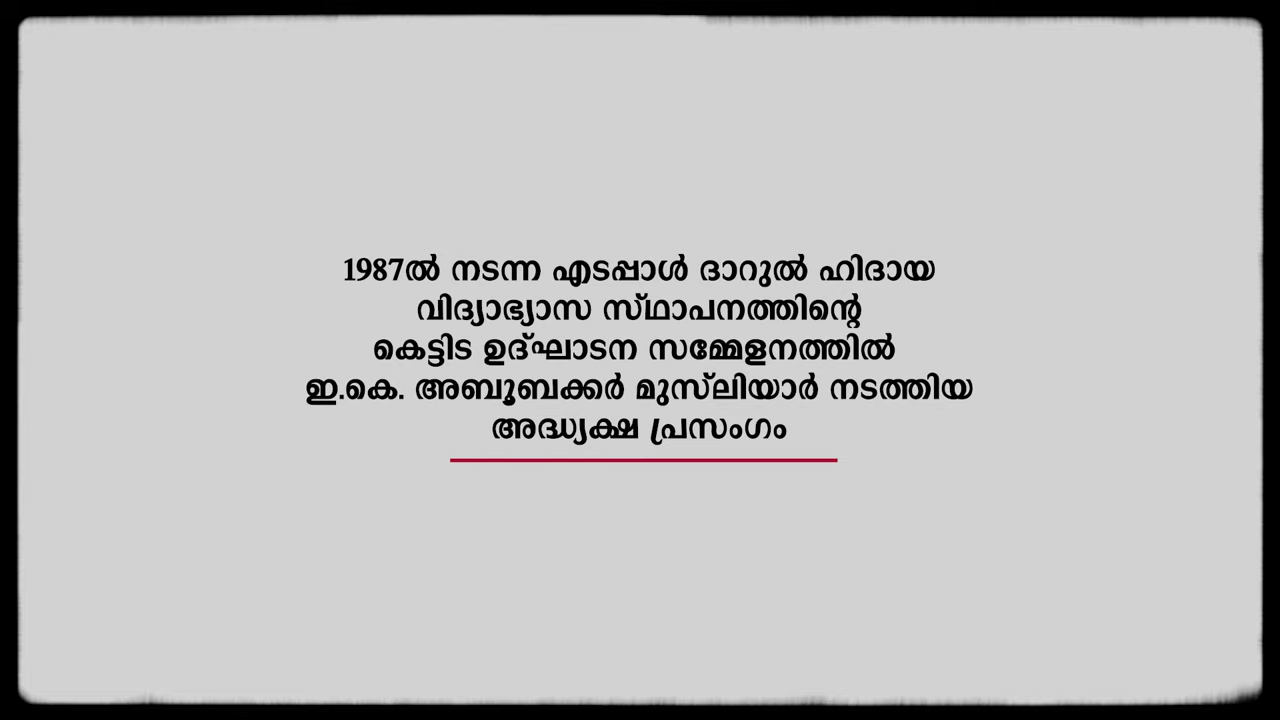 1987ൽ നടന്ന എടപ്പാൾ ദാറുൽ ഹിദായ
വിദ്യാഭ്യാസ സ്ഥാപനത്തിന്റെ
കെട്ടിട ഉദ്ഘാടന സമ്മേളനത്തിൽ
ഇ.കെ. അബൂബക്കർ മുസ്‌ലിയാർ നടത്തിയ
അദ്ധ്യക്ഷ പ്രസംഗം